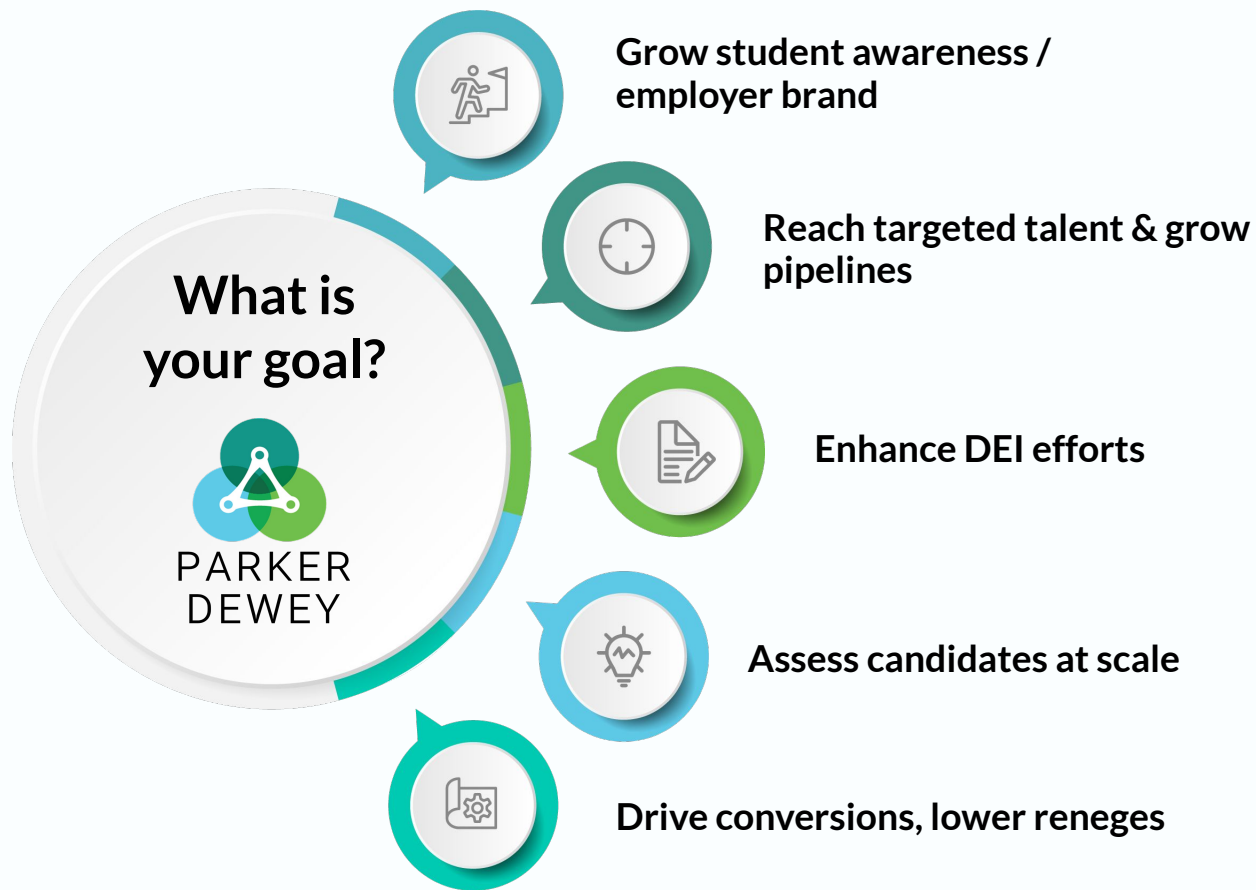 What is
your goal?
PARKER
DEWEY
Grow student awareness /
employer brand
Reach targeted talent & grow
pipelines
Enhance DEI efforts
Assess candidates at scale
Drive conversions, lower reneges